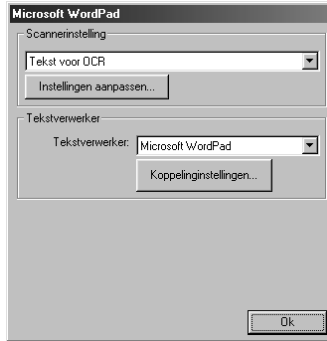 Microsoft WordPad
Scannerinstelling
Tekst voor OCR
Instellingen aanpassen...
Tekstverwerker
Tekstverwerker: Microsoft WordPad
Koppelinginstellingen...
Ok